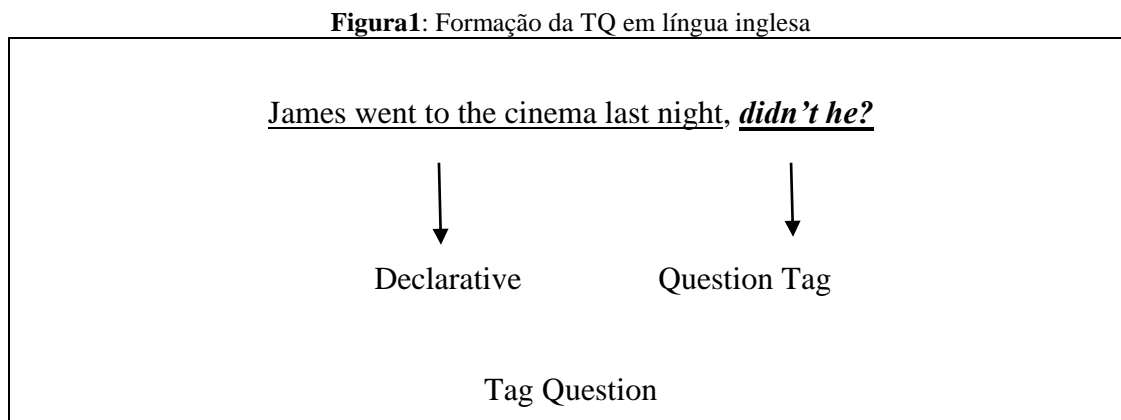 Figura1: Formação da TQ em língua inglesa
James went to the cinema last night, didn’t he?
Declarative Question Tag
Tag Question